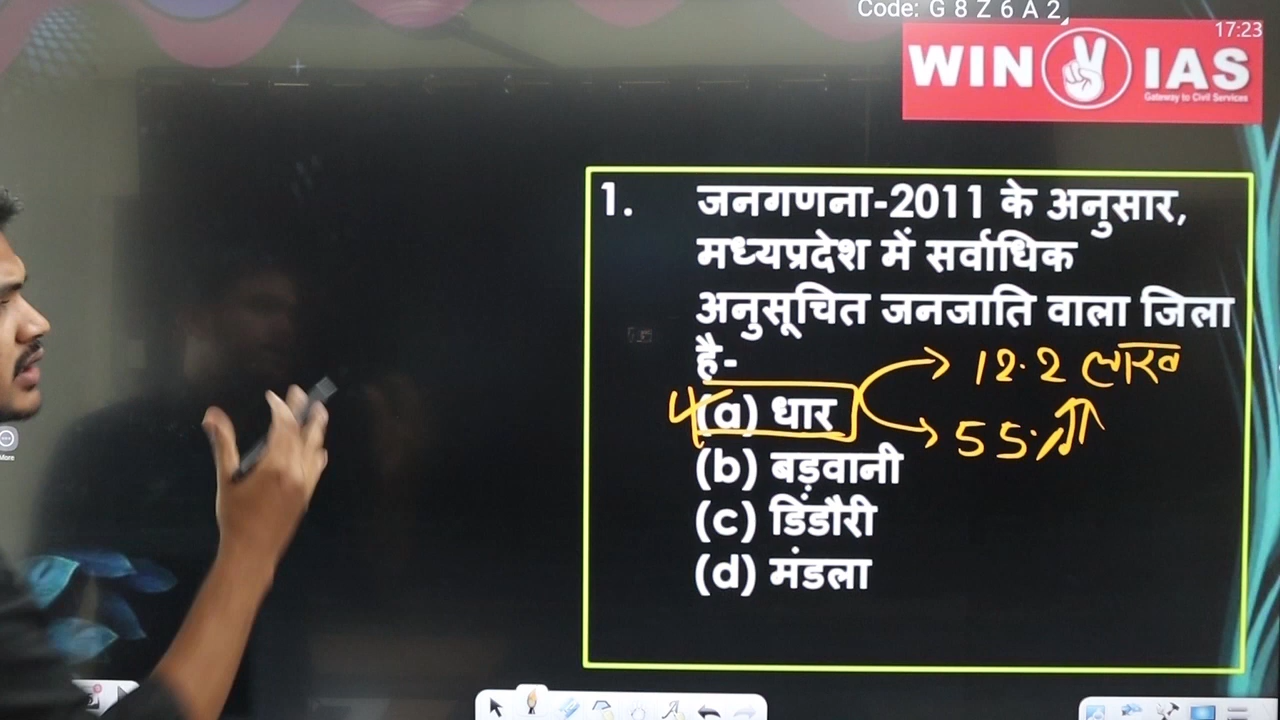 Code: G 8 Z 6 A 2
17:23
WIN IAS
Gateway to Civil Services
1. जनगणना-2011 के अनुसार,
मध्यप्रदेश में सर्वाधिक
अनुसूचित जनजाति वाला जिला
है-
12.2 लाख
(a) धार
55%
(b) बड़वानी
(c) डिंडौरी
(d) मंडला
More